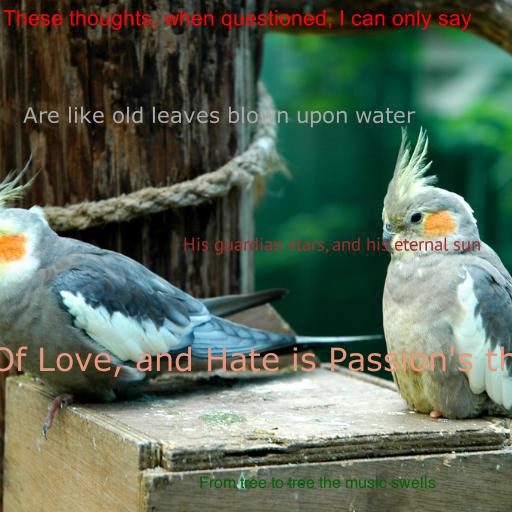 These thoughts, when questioned, I can only say
Are like old leaves blown upon water
His guardian stars, and his eternal sun
Of Love, and Hate is Passion's th
From tree to tree the music swells